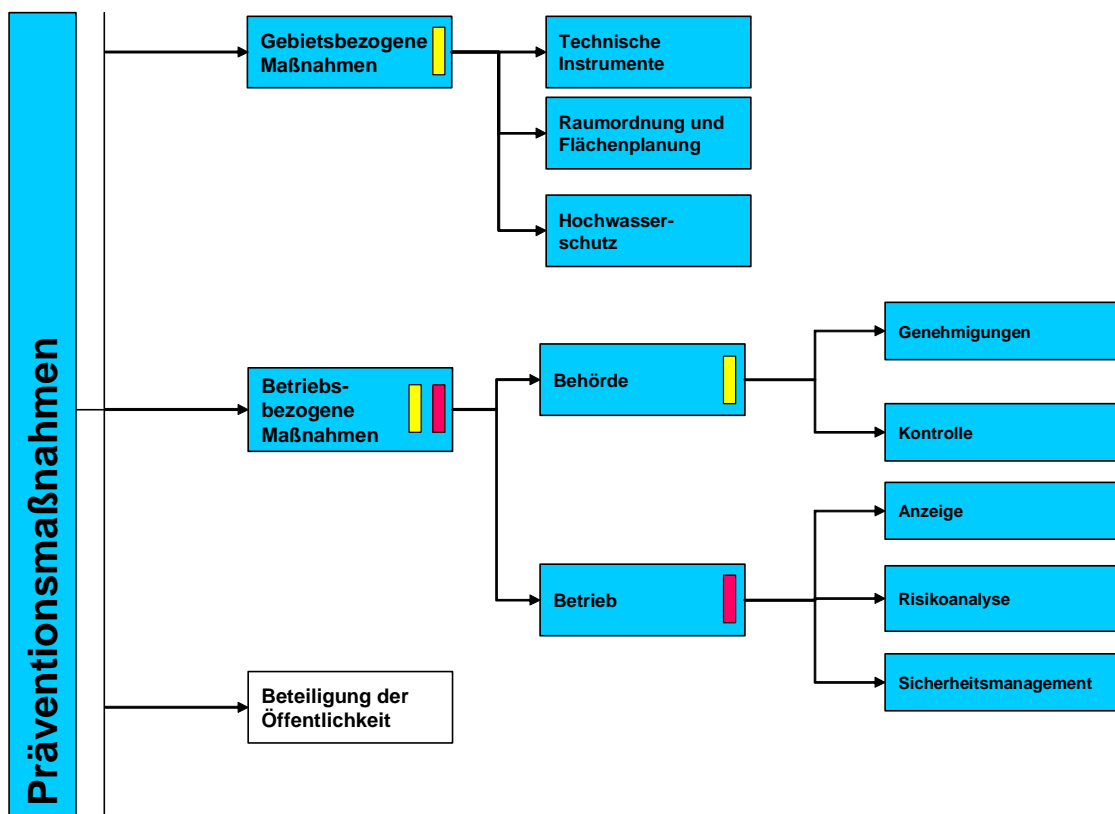 Präventionsmaßnahmen
Gebietsbezogene
Maßnahmen
Technische
Instrumente
Raumordnung und
Flächenplanung
Hochwasser-
schutz
Betriebs-
bezogene
Maßnahmen
Behörde
Genehmigungen
Kontrolle
Betrieb
Anzeige
Risikoanalyse
Sicherheitsmanagement
Beteiligung der
Öffentlichkeit